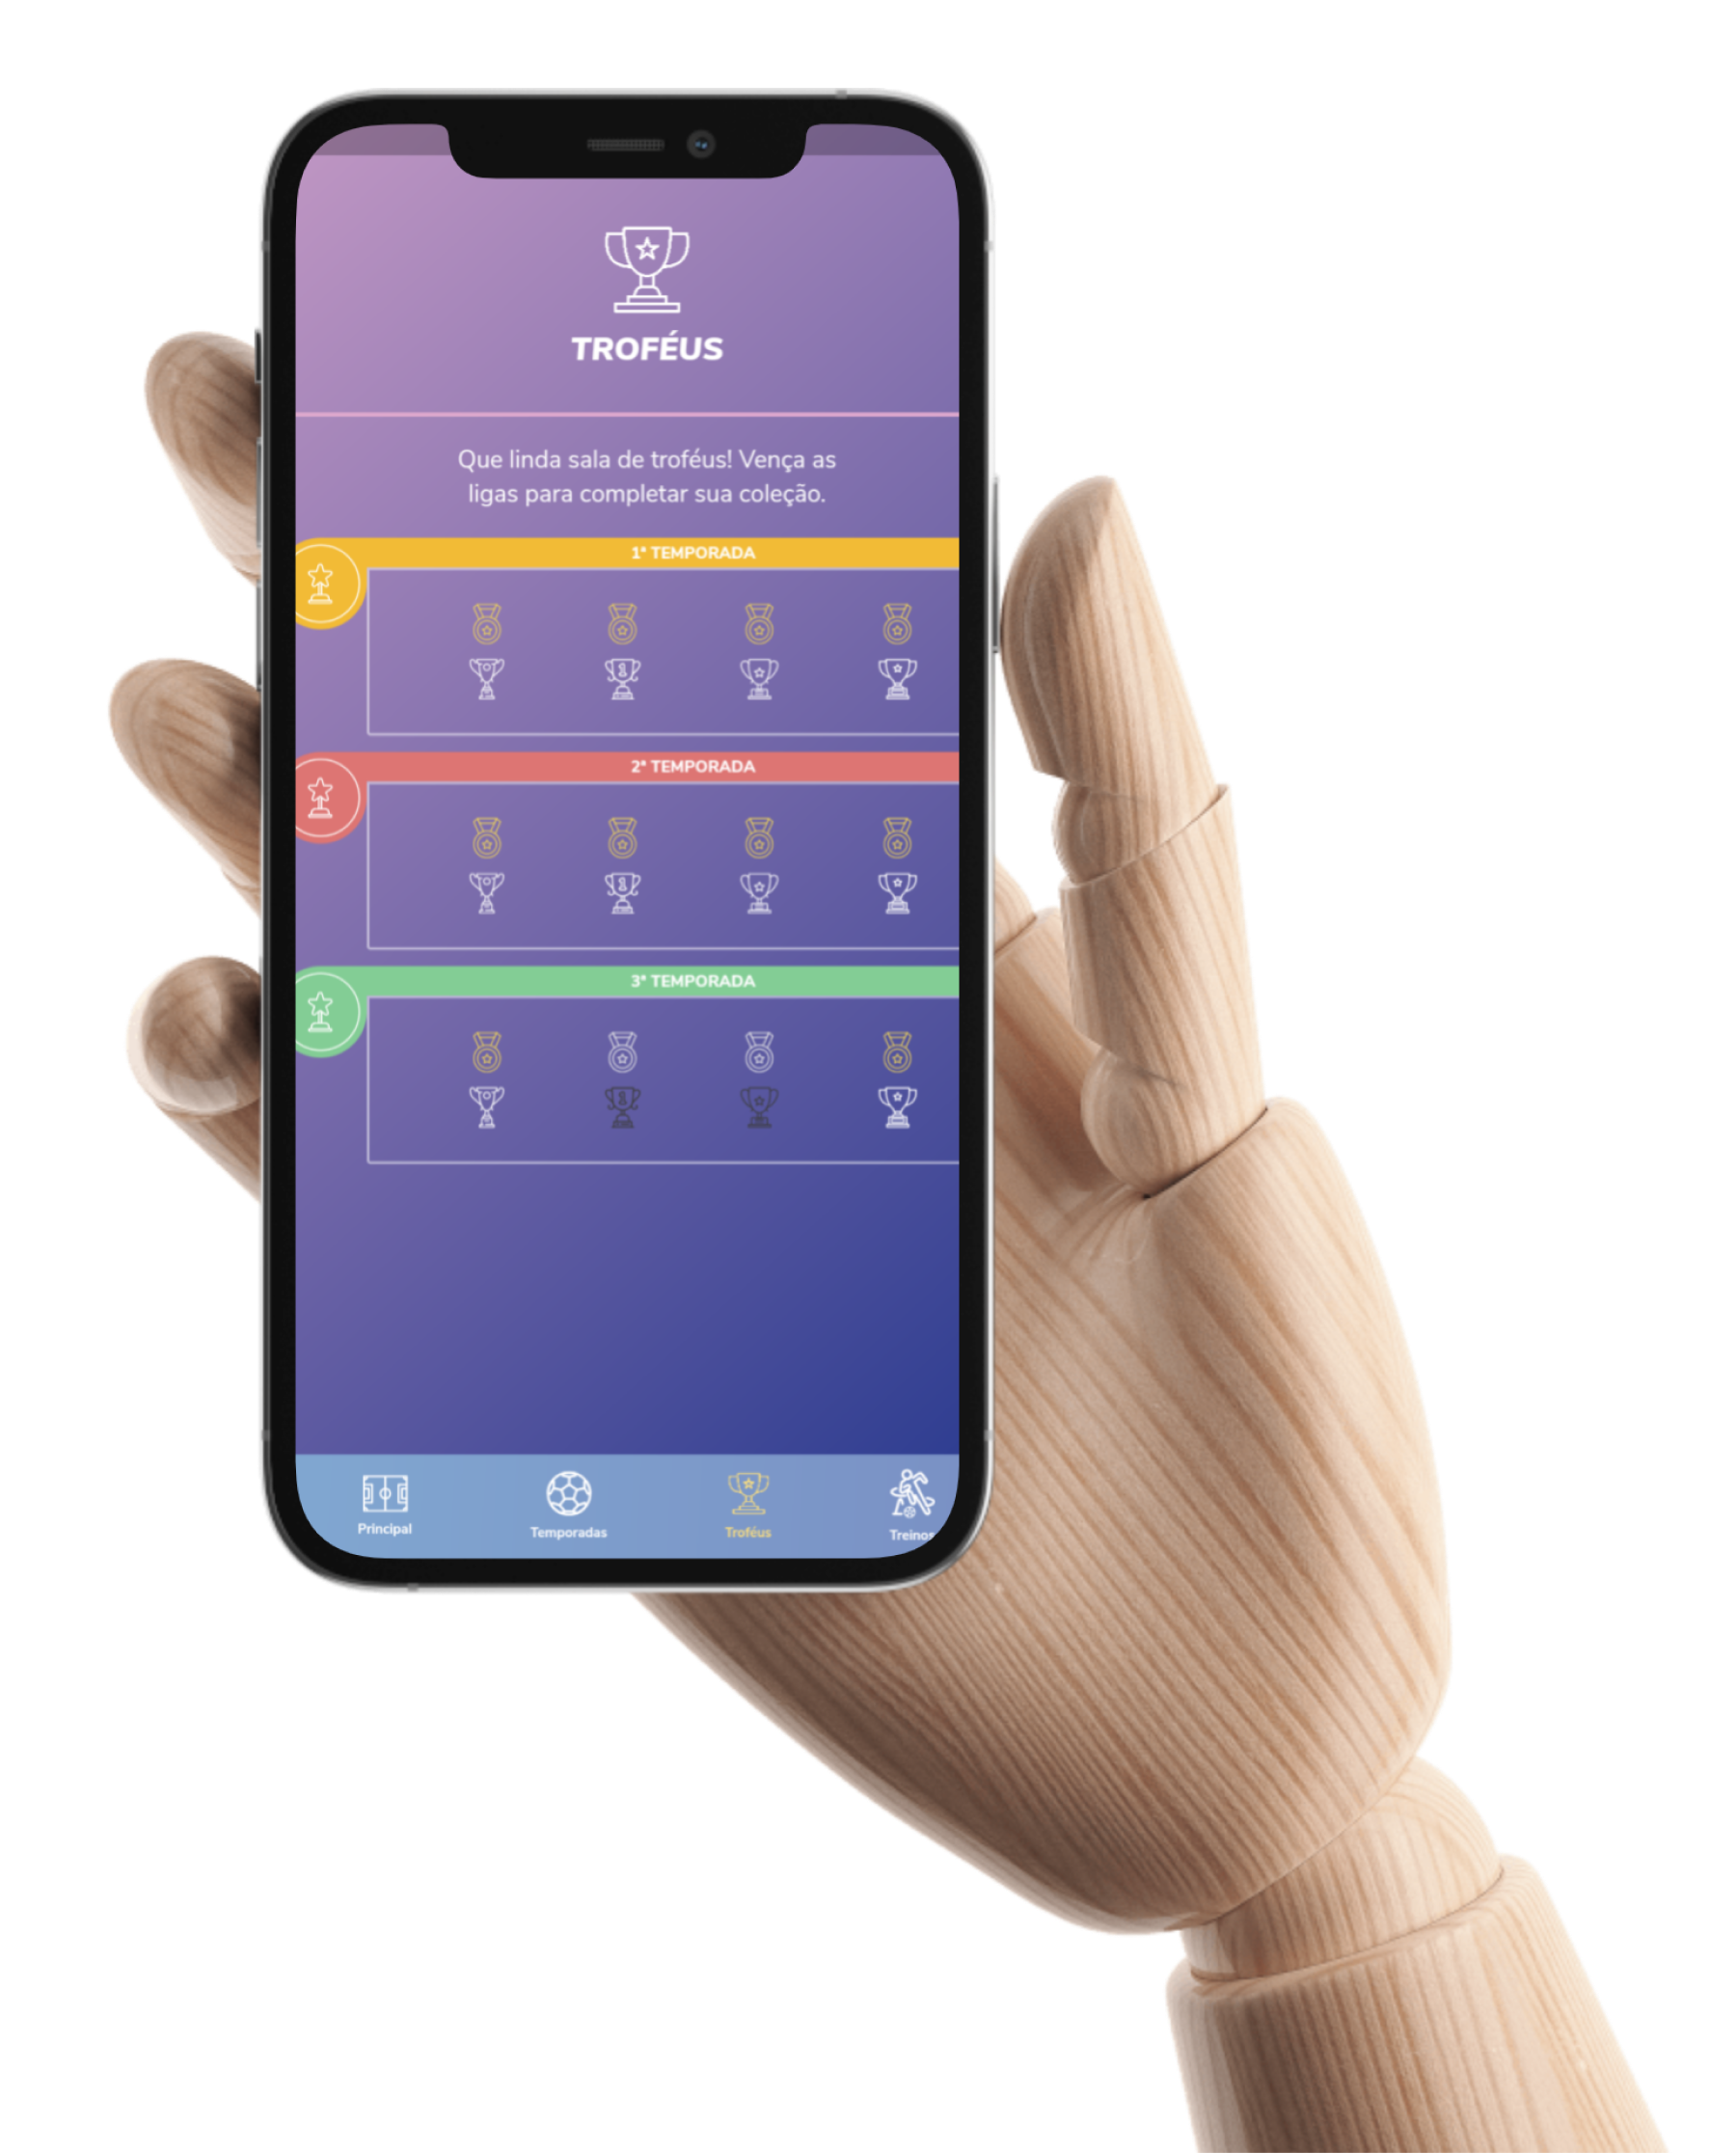 TROFÉUS
Que linda sala de troféus! Vença as
ligas para completar sua coleção.
1ª TEMPORADA
2ª TEMPORADA
3ª TEMPORADA
Principal
Temporadas
Troféus
Treinos